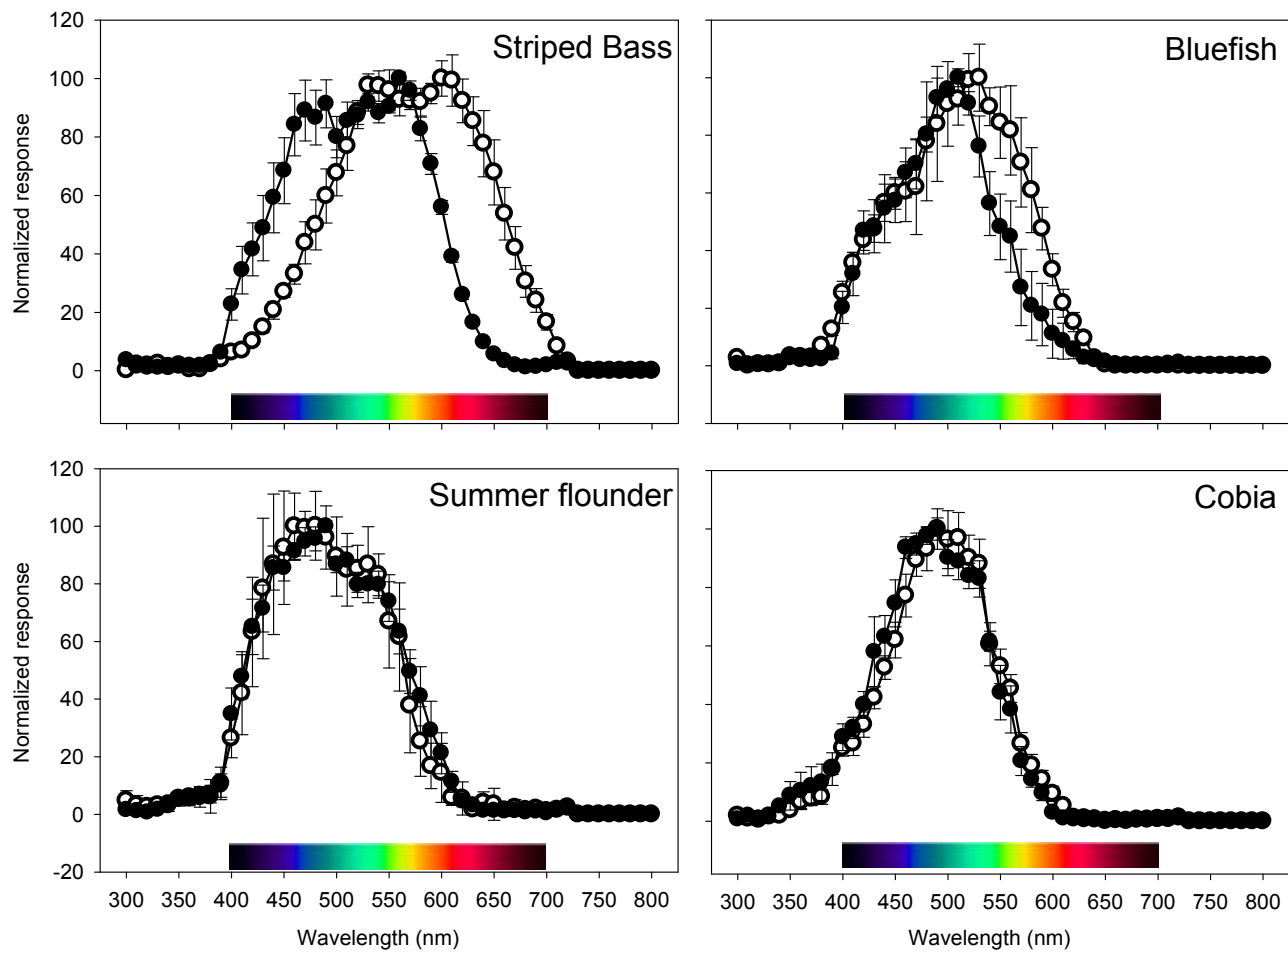 120
100
80
60
40
20
0
Normalized response
Striped Bass
Bluefish
120
100
80
60
40
20
0
-20
Normalized response
Summer flounder
Cobia
300 350 400 450 500 550 600 650 700 750 800
300 350 400 450 500 550 600 650 700 750 800
Wavelength (nm)
Wavelength (nm)